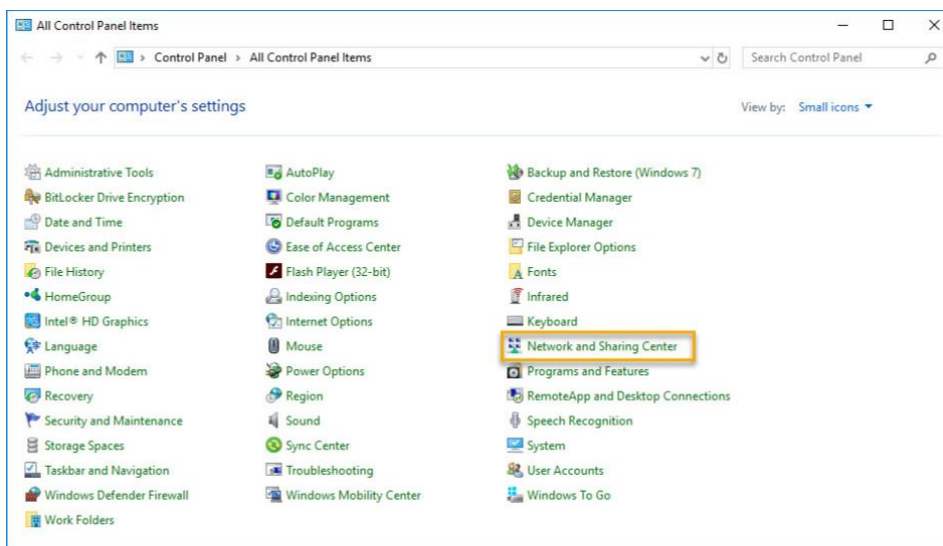 All Control Panel Items
Control Panel > All Control Panel Items
Search Control Panel
Adjust your computer's settings
View by: Small icons
Administrative Tools
AutoPlay
Backup and Restore (Windows 7)
BitLocker Drive Encryption
Color Management
Credential Manager
Date and Time
Default Programs
Device Manager
Devices and Printers
Ease of Access Center
File Explorer Options
File History
Flash Player (32-bit)
Fonts
HomeGroup
Indexing Options
Infrared
Intel® HD Graphics
Internet Options
Keyboard
Language
Mouse
Network and Sharing Center
Phone and Modem
Power Options
Programs and Features
Recovery
Region
RemoteApp and Desktop Connections
Security and Maintenance
Sound
Speech Recognition
Storage Spaces
Sync Center
System
Taskbar and Navigation
Troubleshooting
User Accounts
Windows Defender Firewall
Windows Mobility Center
Windows To Go
Work Folders